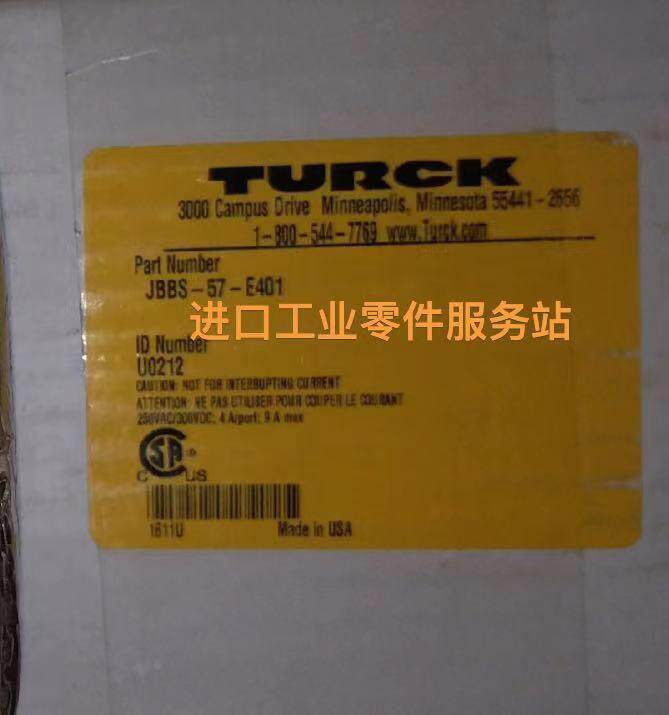 TURCK
3000 Campus Drive Minneapolis, Minnesota 55441-2656
1-800-544-7769 www.Turck.com
Part Number
JBBS-57-E401
进口工业零件服务站
ID Number
U0212
CAUTION: NOT FOR INTERRUPTING CURRENT
ATTENTION: NE PAS UTILISER POUR COUPER LE COURANT
250VAC/300VDC; 4 A/port; 9 A max
SA ®
C US
1611U Made in USA